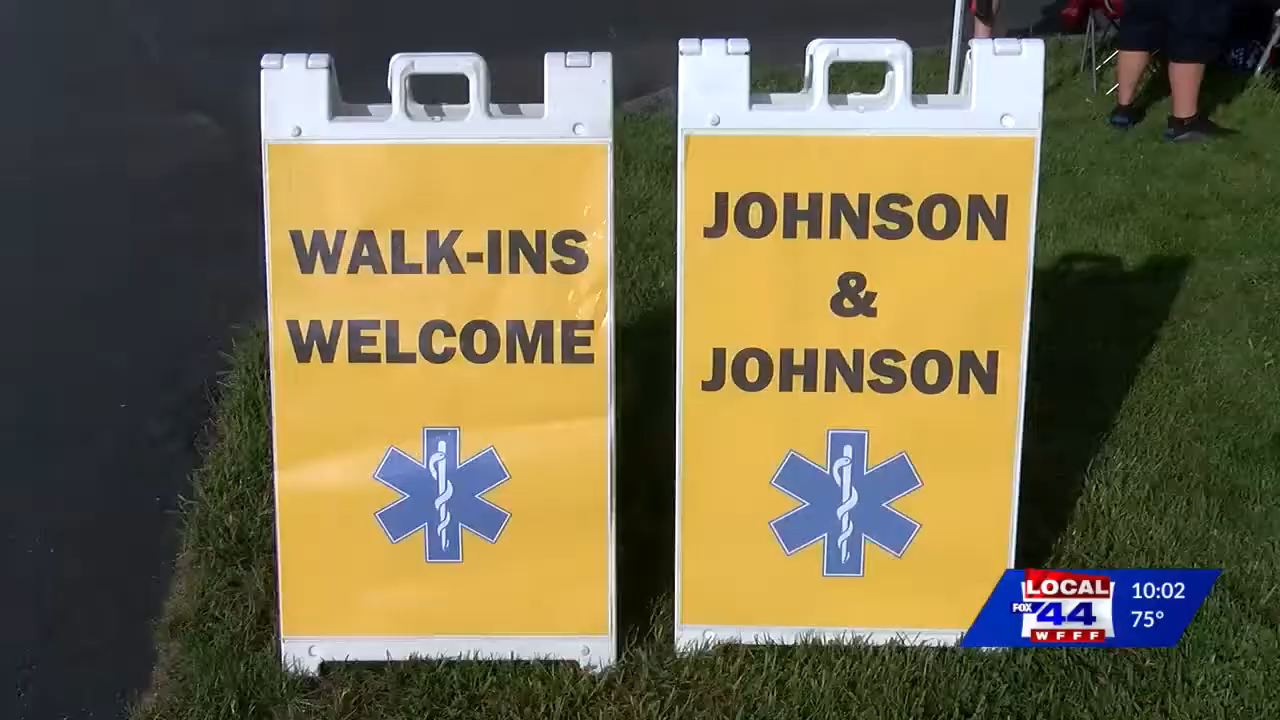 WALK-INS
WELCOME
JOHNSON
&
JOHNSON
LOCAL
FOX 44
WFFF
10:02
75°